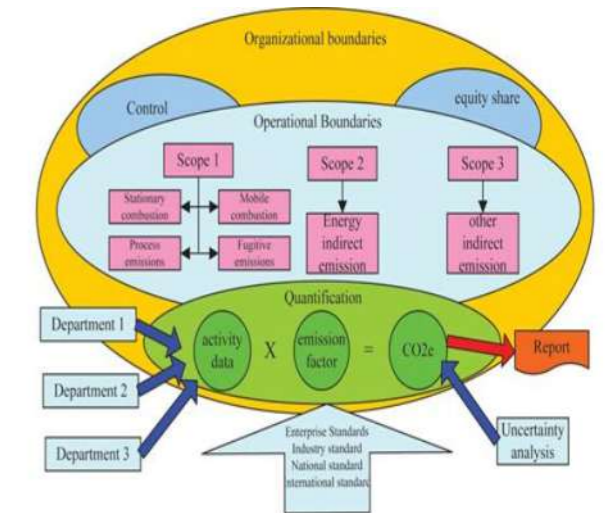 Organizational boundaries
Control
equity share
Operational Boundaries
Scope 1
Scope 2
Scope 3
Stationary
combustion
Mobile
combustion
Process
emissions
Fugitive
emissions
Energy
indirect
emission
other
indirect
emission
Quantification
Department 1
Department 2
Department 3
activity
data
X
emission
factor
=
CO2e
Report
Uncertainty
analysis
Enterprise Standards
Industry standard
National standard
nternational standard